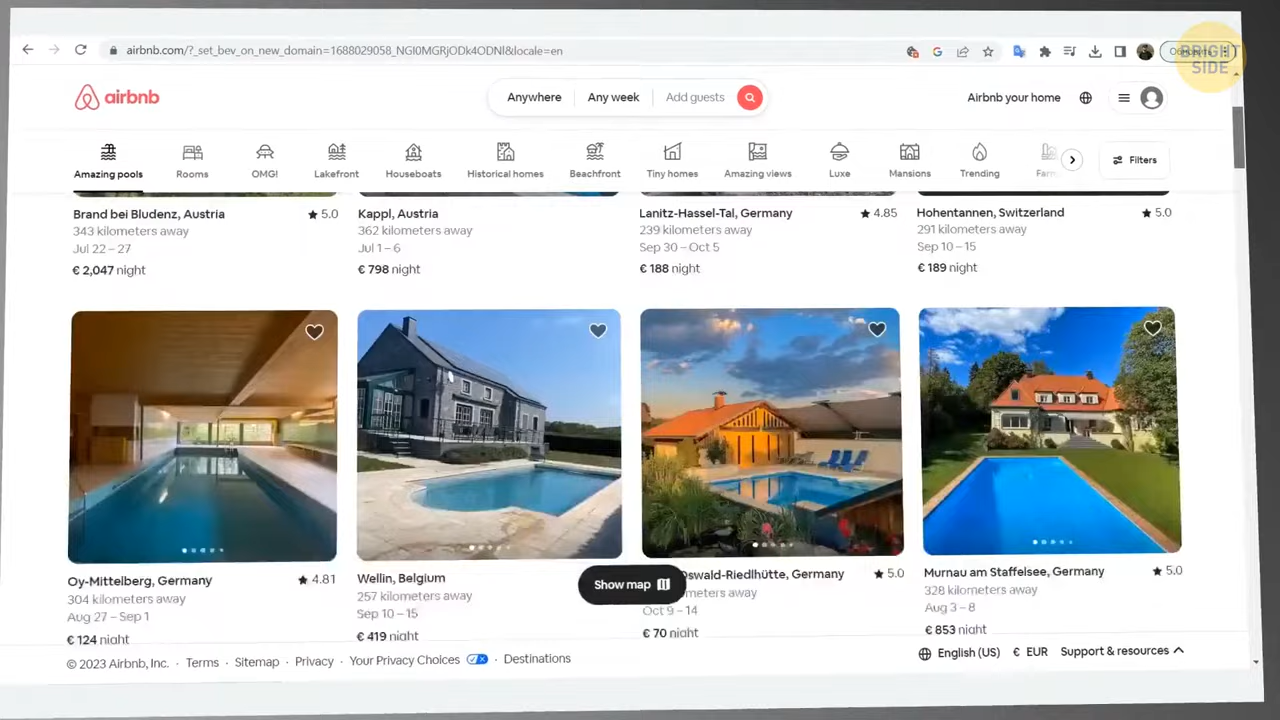 airbnb.com/?_set_bev_on_new_domain=1688029058_NGI0MGRjODk4ODNl&locale=en
BRIGHT
SIDE
airbnb
Anywhere Any week Add guests
Airbnb your home
Amazing pools Rooms OMG! Lakefront Houseboats Historical homes Beachfront Tiny homes Amazing views Luxe Mansions Trending Filters
Brand bei Bludenz, Austria 5.0 Kappl, Austria Lanitz-Hassel-Tal, Germany 4.85 Hohentannen, Switzerland 5.0
343 kilometers away 362 kilometers away 239 kilometers away 291 kilometers away
Jul 22 – 27 Jul 1 – 6 Sep 30 – Oct 5 Sep 10 – 15
€ 2,047 night € 798 night € 188 night € 189 night
Oy-Mittelberg, Germany 4.81 Wellin, Belgium Oswald-Riedlhütte, Germany 5.0 Murnau am Staffelsee, Germany 5.0
304 kilometers away 257 kilometers away away 328 kilometers away
Aug 27 – Sep 1 Sep 10 – 15 Oct 9 – 14 Aug 3 – 8
€ 124 night € 419 night € 70 night € 853 night
Show map
© 2023 Airbnb, Inc. · Terms · Sitemap · Privacy · Your Privacy Choices · Destinations
English (US) € EUR Support & resources